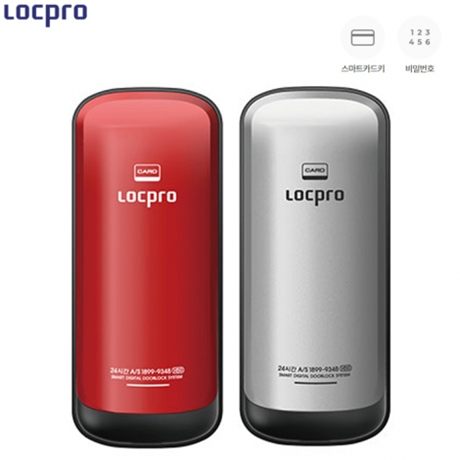 Locpro
1 2 3
4 5 6
스마트카드키
비밀번호
CARD
Locpro
24시간 A/S 1899-9348
SMART DIGITAL DOORLOCK SYSTEM
CARD
Locpro
24시간 A/S 1899-9348
SMART DIGITAL DOORLOCK SYSTEM